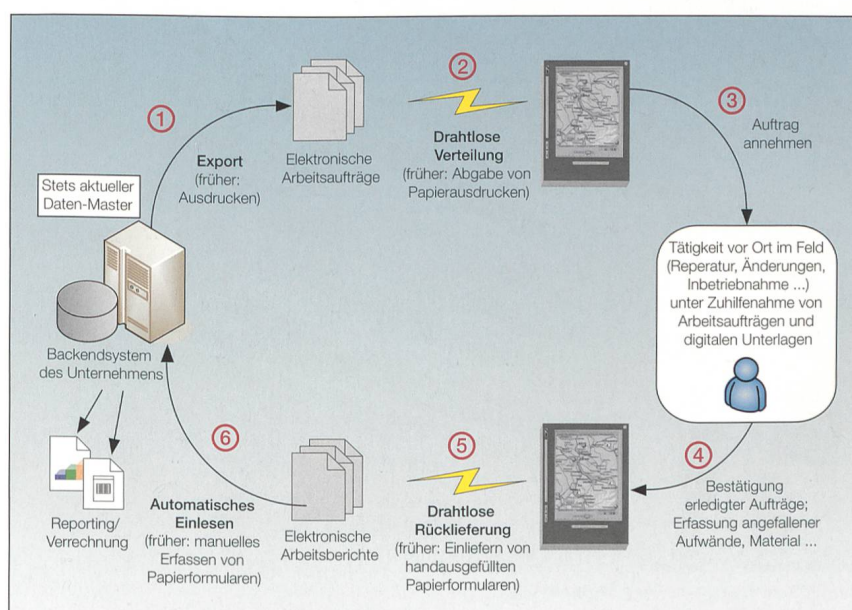 1
Export
(früher:
Ausdrucken)
Elektronische
Arbeitsaufträge
2
Drahtlose
Verteilung
(früher: Abgabe von
Papierausdrucken)
3
Auftrag
annehmen
Stets aktueller
Daten-Master
Backendsystem
des Unternehmens
Tätigkeit vor Ort im Feld
(Reperatur, Änderungen,
Inbetriebnahme ...)
unter Zuhilfenahme von
Arbeitsaufträgen und
digitalen Unterlagen
4
Bestätigung
erledigter Aufträge;
Erfassung angefallener
Aufwände, Material ...
5
Drahtlose
Rücklieferung
(früher: Einliefern von
handausgefüllten
Papierformularen)
Elektronische
Arbeitsberichte
6
Automatisches
Einlesen
(früher: manuelles
Erfassen von
Papierformularen)
Reporting/
Verrechnung